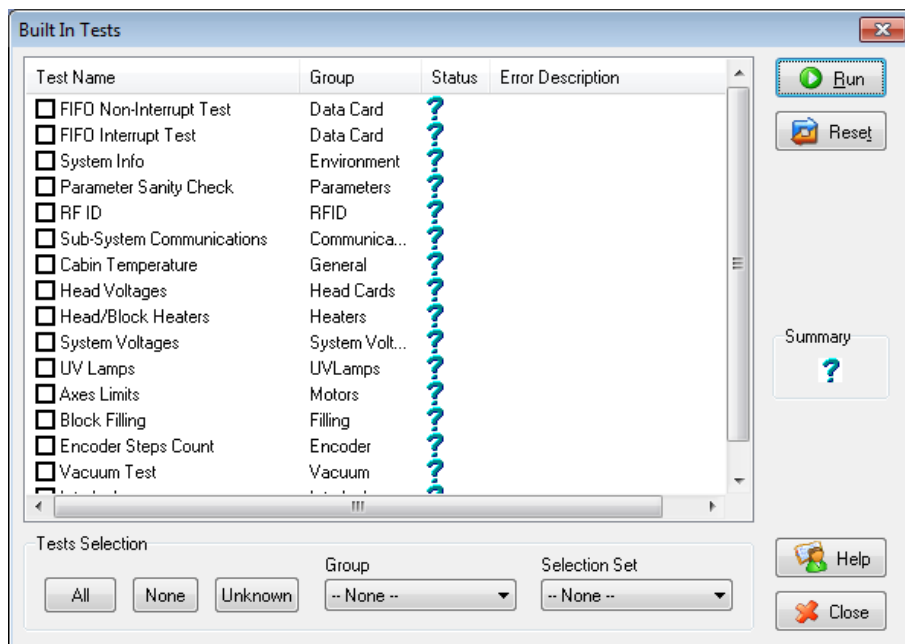 Built In Tests
Test Name Group Status Error Description
FIFO Non-Interrupt Test Data Card ?
FIFO Interrupt Test Data Card ?
System Info Environment ?
Parameter Sanity Check Parameters ?
RF ID RFID ?
Sub-System Communications Communica... ?
Cabin Temperature General ?
Head Voltages Head Cards ?
Head/Block Heaters Heaters ?
System Voltages System Volt... ?
UV Lamps UVLamps ?
Axes Limits Motors ?
Block Filling Filling ?
Encoder Steps Count Encoder ?
Vacuum Test Vacuum ?
Run
Reset
Summary
?
Tests Selection
All None Unknown
Group
-- None --
Selection Set
-- None --
Help
Close